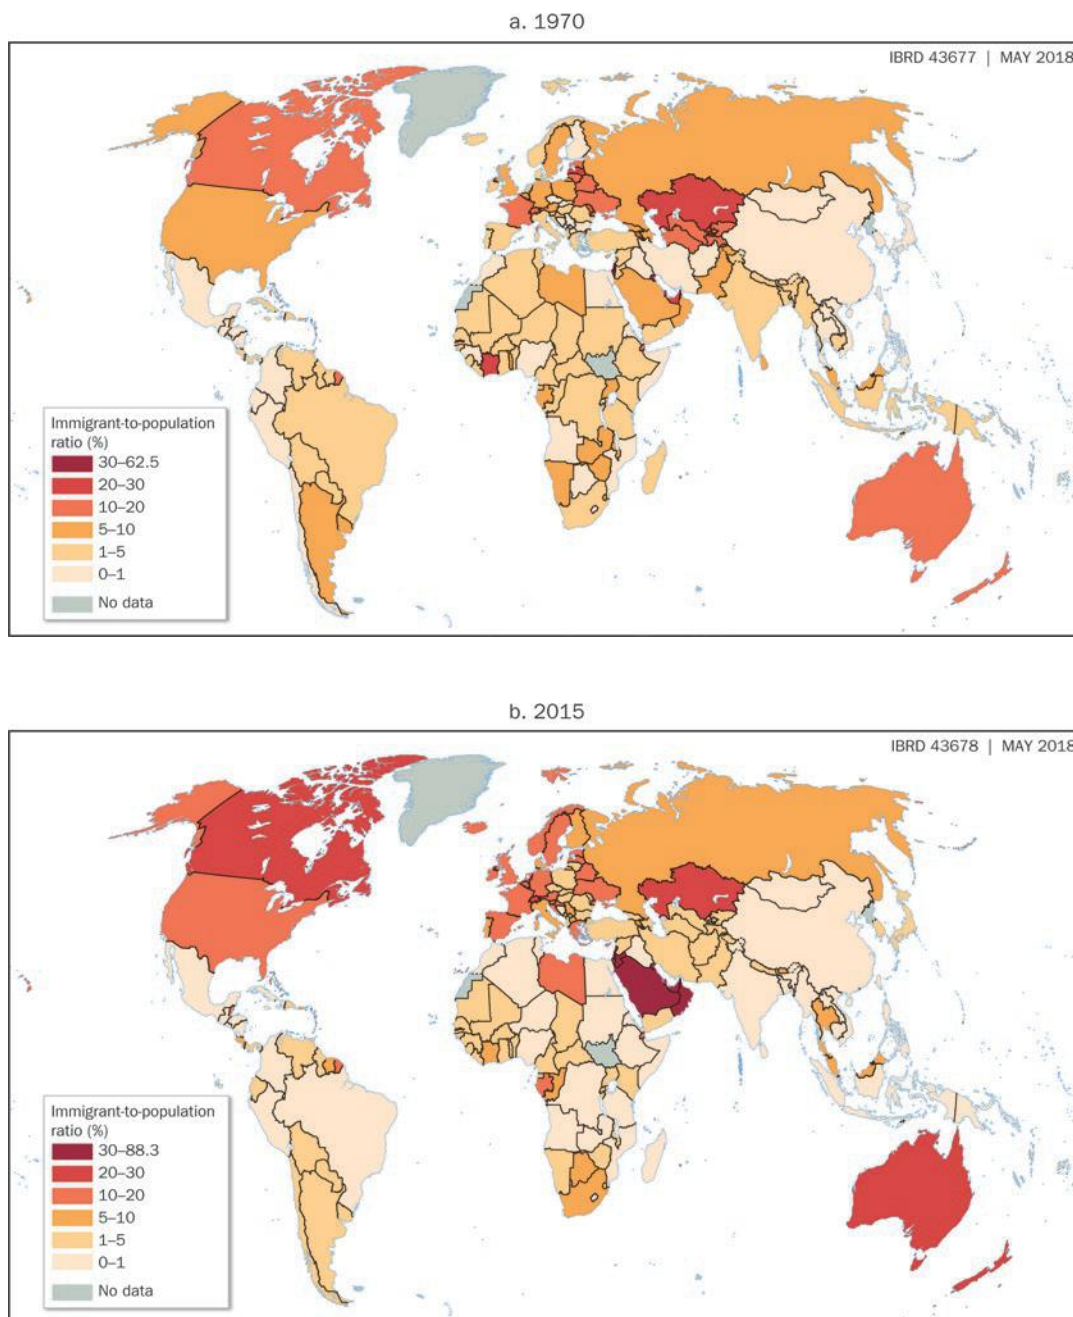 a. 1970
IBRD 43677 | MAY 2018
Immigrant-to-population
ratio (%)
30–62.5
20–30
10–20
5–10
1–5
0–1
No data
b. 2015
IBRD 43678 | MAY 2018
Immigrant-to-population
ratio (%)
30–88.3
20–30
10–20
5–10
1–5
0–1
No data